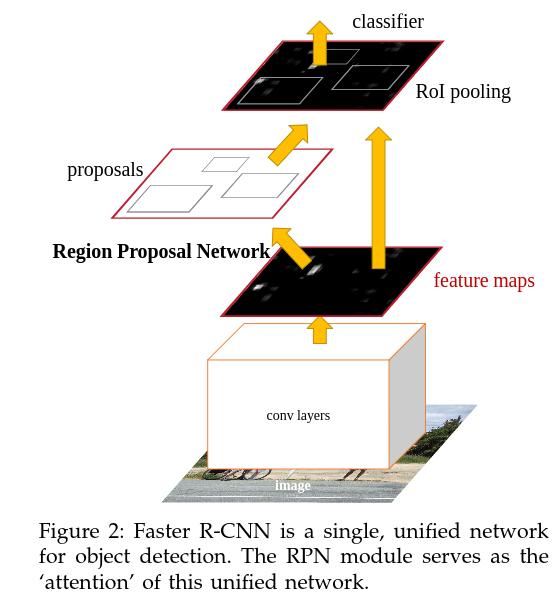 classifier
RoI pooling
proposals
Region Proposal Network
feature maps
conv layers
image
Figure 2: Faster R-CNN is a single, unified network
for object detection. The RPN module serves as the
‘attention’ of this unified network.